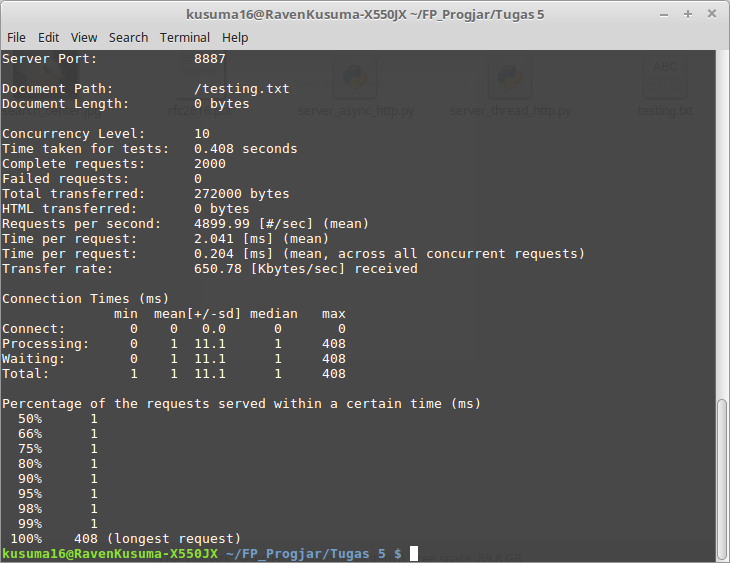 kusuma16@RavenKusuma-X550JX ~/FP_Progjar/Tugas 5
File Edit View Search Terminal Help
Server Port: 8887
server_async_http.py server_thread_http.py testing.txt
ABC
Document Path: /testing.txt
Document Length: 0 bytes
Concurrency Level: 10
Time taken for tests: 0.408 seconds
Complete requests: 2000
Failed requests: 0
Total transferred: 272000 bytes
HTML transferred: 0 bytes
Requests per second: 4899.99 [#/sec] (mean)
Time per request: 2.041 [ms] (mean)
Time per request: 0.204 [ms] (mean, across all concurrent requests)
Transfer rate: 650.78 [Kbytes/sec] received
Connection Times (ms)
min mean[+/-sd] median max
Connect: 0 0 0.0 0 0
Processing: 0 1 11.1 1 408
Waiting: 0 1 11.1 1 408
Total: 1 1 11.1 1 408
Percentage of the requests served within a certain time (ms)
50% 1
66% 1
75% 1
80% 1
90% 1
95% 1
98% 1
99% 1
100% 408 (longest request)
kusuma16@RavenKusuma-X550JX ~/FP_Progjar/Tugas 5 $